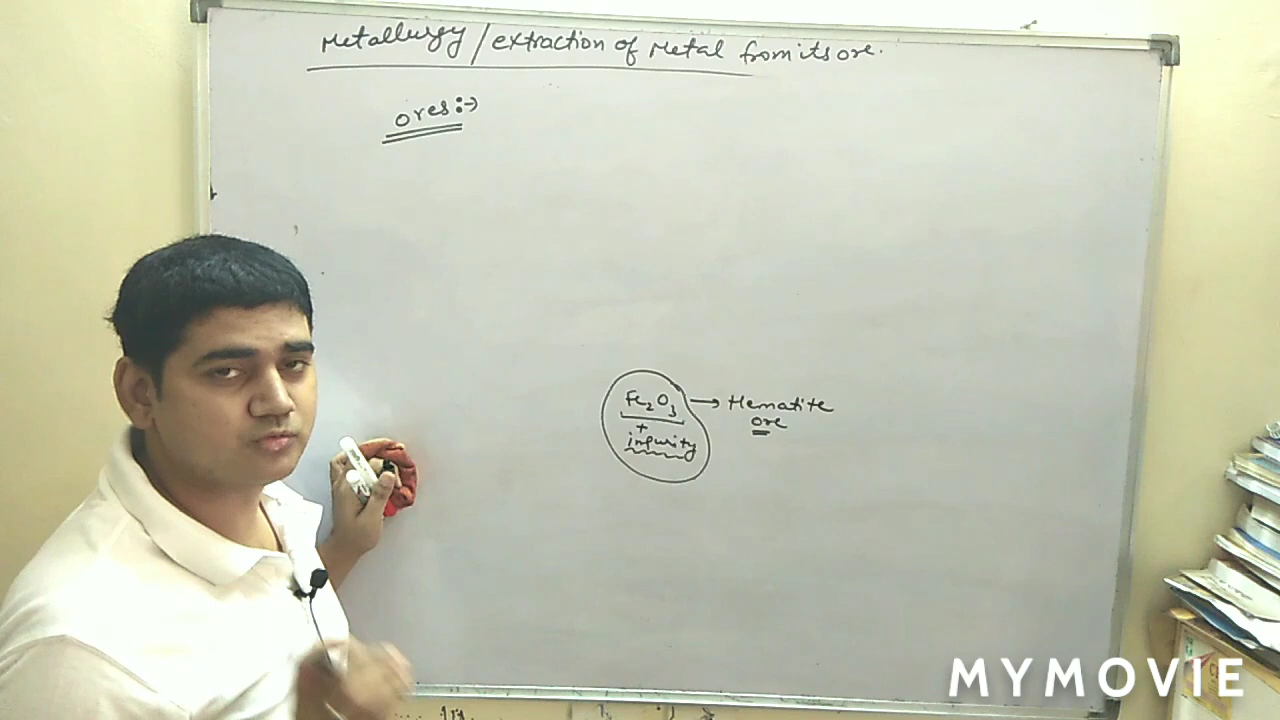 Metallurgy / extraction of Metal from its ore.
ores :→
Fe2O3 → Hematite
ore
+
impurity
MYMOVIE